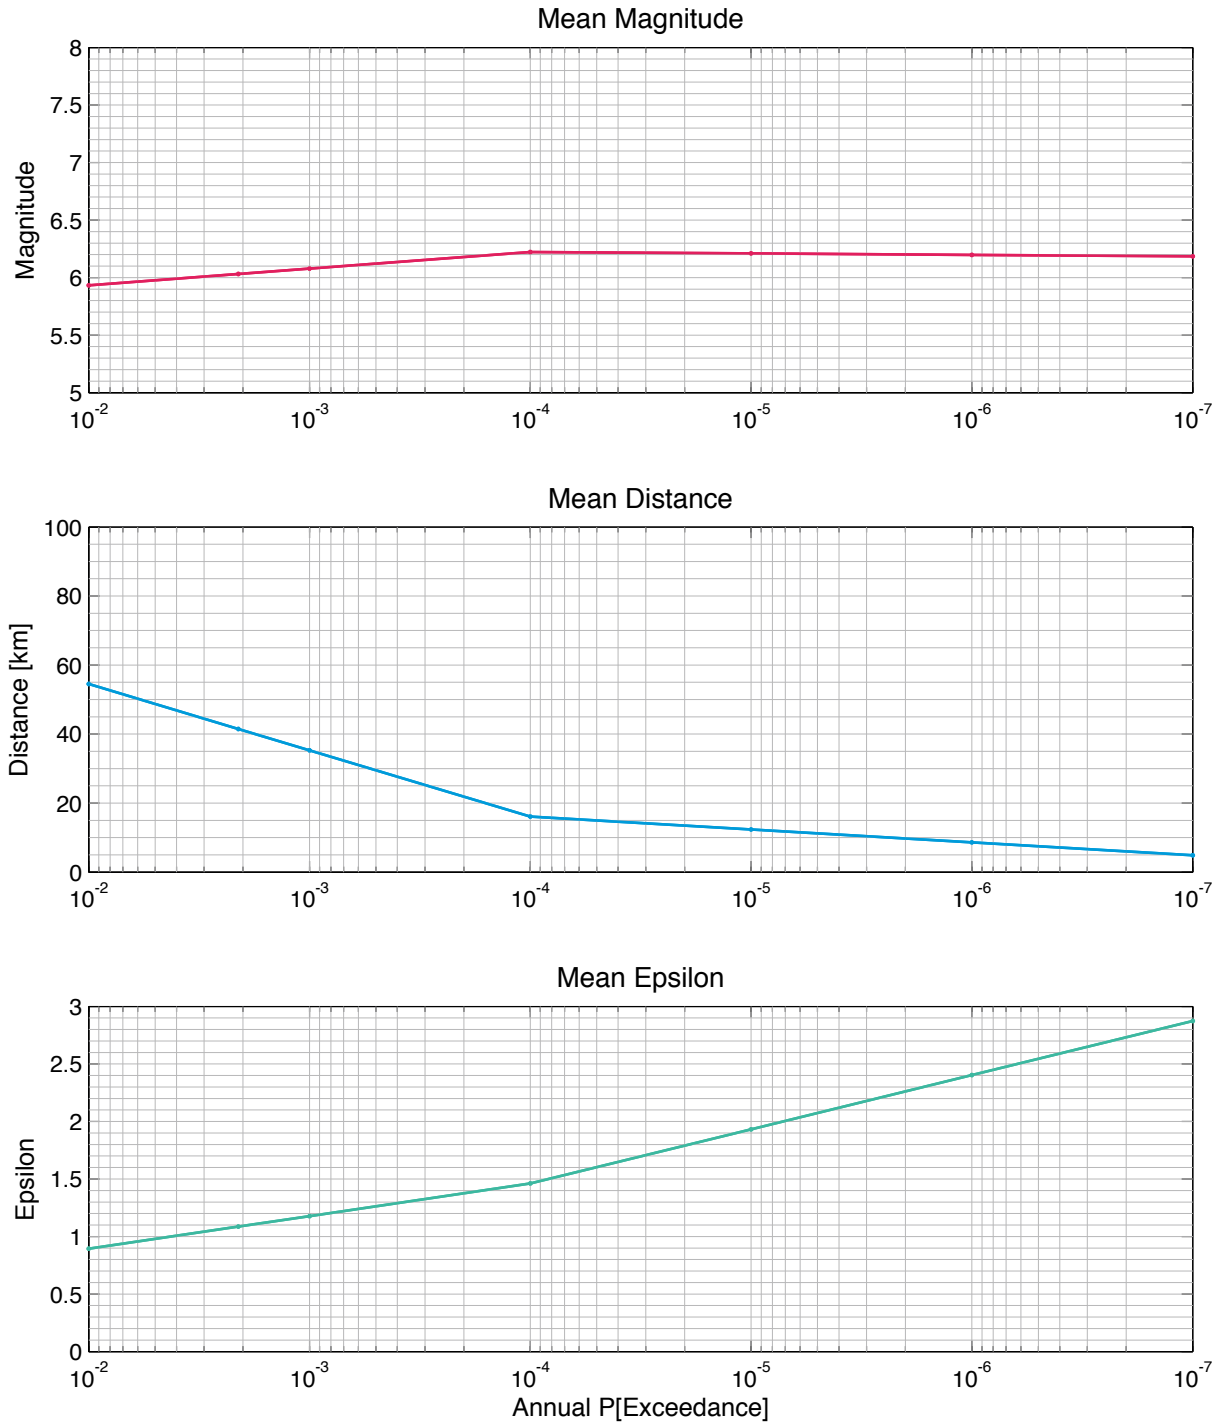 Mean Magnitude
Magnitude
8
7.5
7
6.5
6
5.5
5
10-2 10-3 10-4 10-5 10-6 10-7
Mean Distance
Distance [km]
100
80
60
40
20
0
10-2 10-3 10-4 10-5 10-6 10-7
Mean Epsilon
Epsilon
3
2.5
2
1.5
1
0.5
0
10-2 10-3 10-4 10-5 10-6 10-7
Annual P[Exceedance]